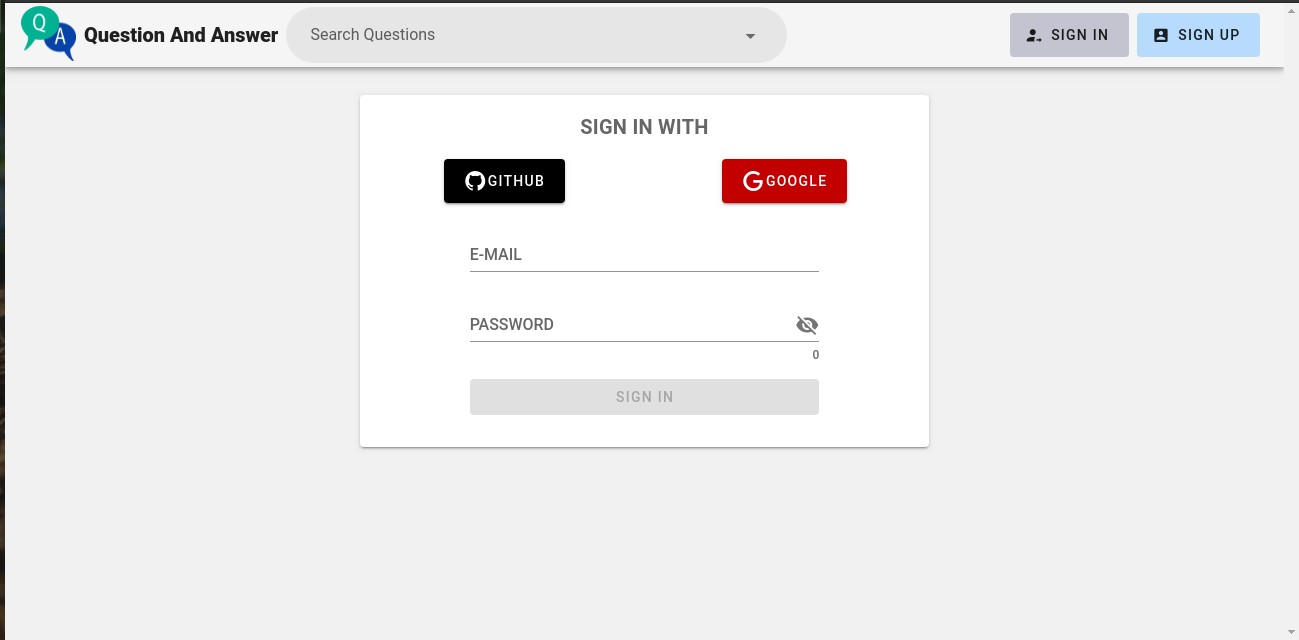 Q
A
Question And Answer
Search Questions
SIGN IN
SIGN UP
SIGN IN WITH
GITHUB
GOOGLE
E-MAIL
PASSWORD
0
SIGN IN